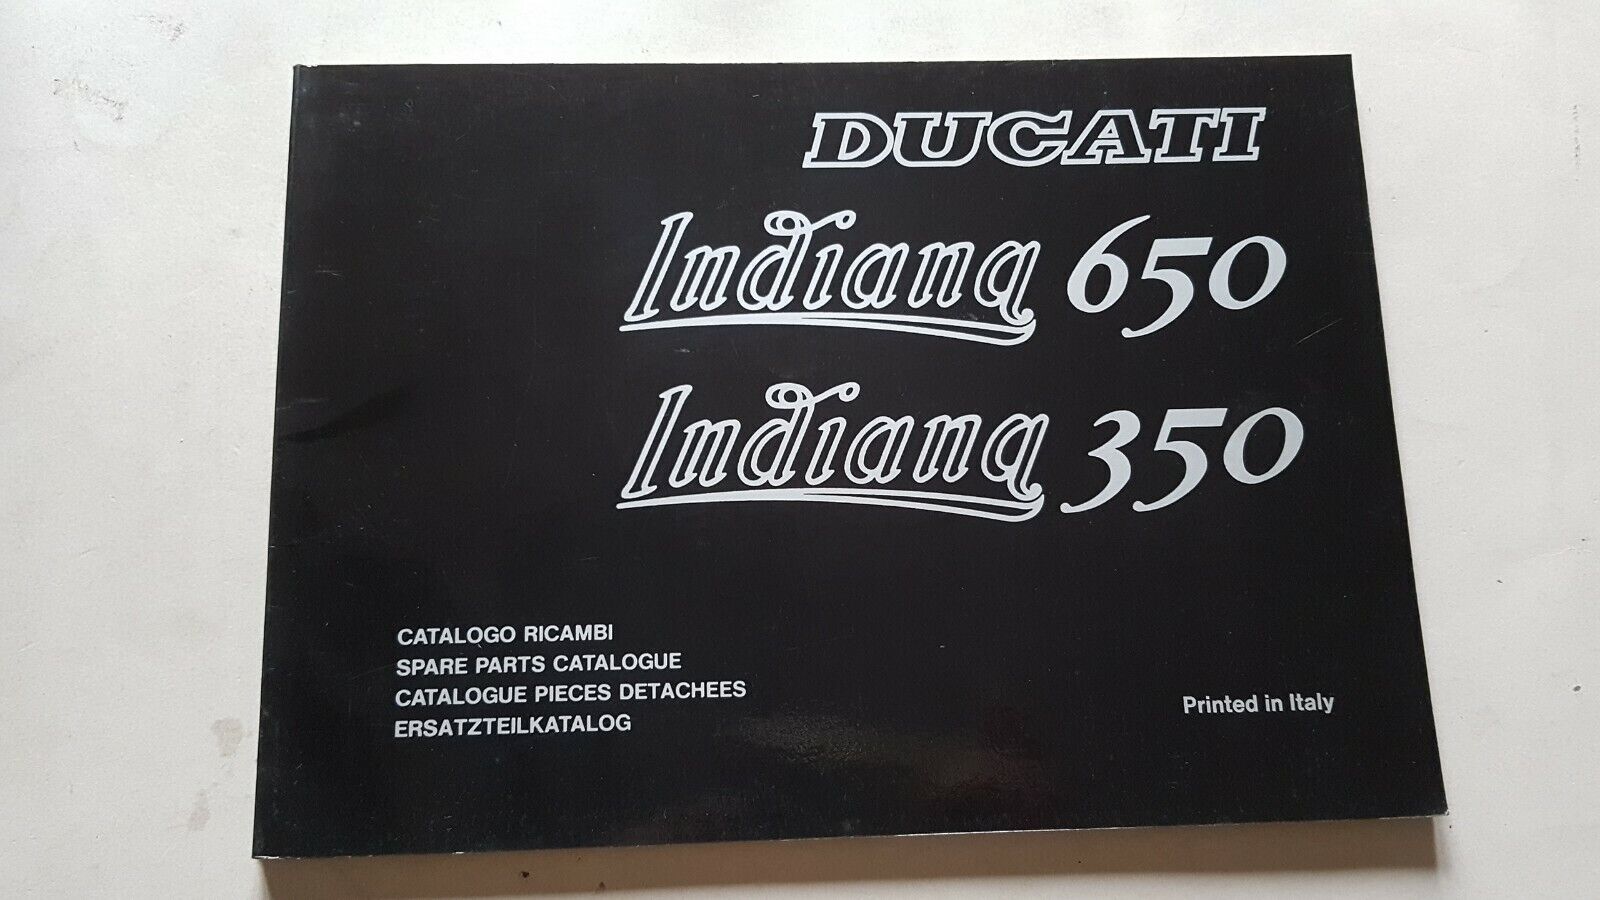 DUCATI
Indiana 650
Indiana 350
CATALOGO RICAMBI
SPARE PARTS CATALOGUE
CATALOGUE PIECES DETACHEES
ERSATZTEILKATALOG
Printed in Italy